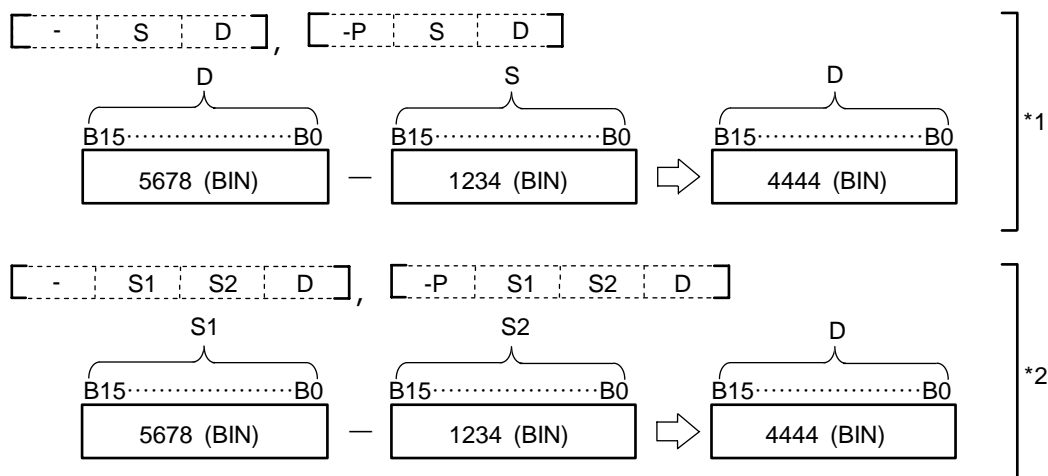 - S D , -P S D
D S D
B15···················B0 B15···················B0 B15···················B0
5678 (BIN) — 1234 (BIN) 4444 (BIN)
*1
- S1 S2 D , -P S1 S2 D
S1 S2 D
B15···················B0 B15···················B0 B15···················B0
5678 (BIN) — 1234 (BIN) 4444 (BIN)
*2